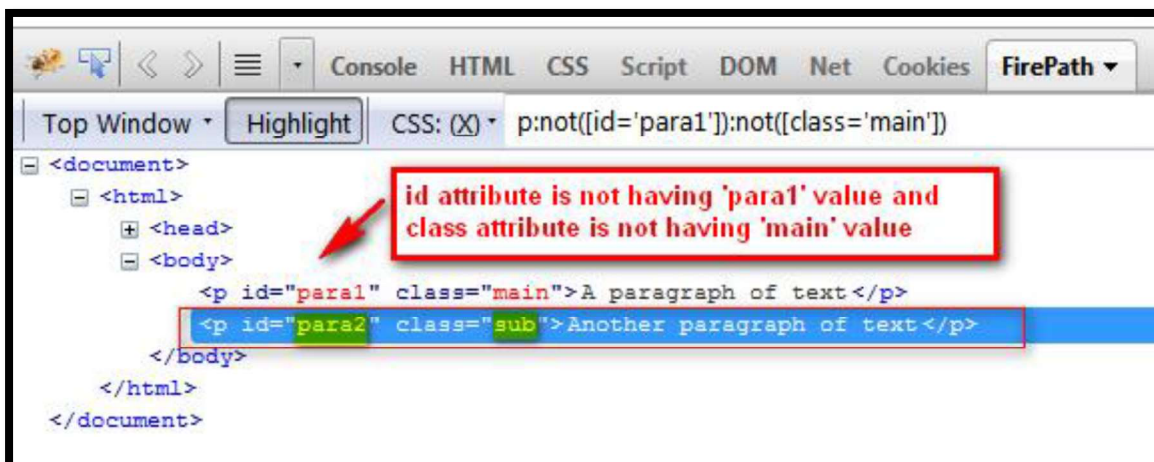 Console HTML CSS Script DOM Net Cookies FirePath
Top Window Highlight CSS: (X) p:not([id='para1']):not([class='main'])
<document>
<html>
<head>
<body>
<p id="para1" class="main">A paragraph of text</p>
<p id="para2" class="sub">Another paragraph of text</p>
</body>
</html>
</document>
id attribute is not having 'para1' value and
class attribute is not having 'main' value